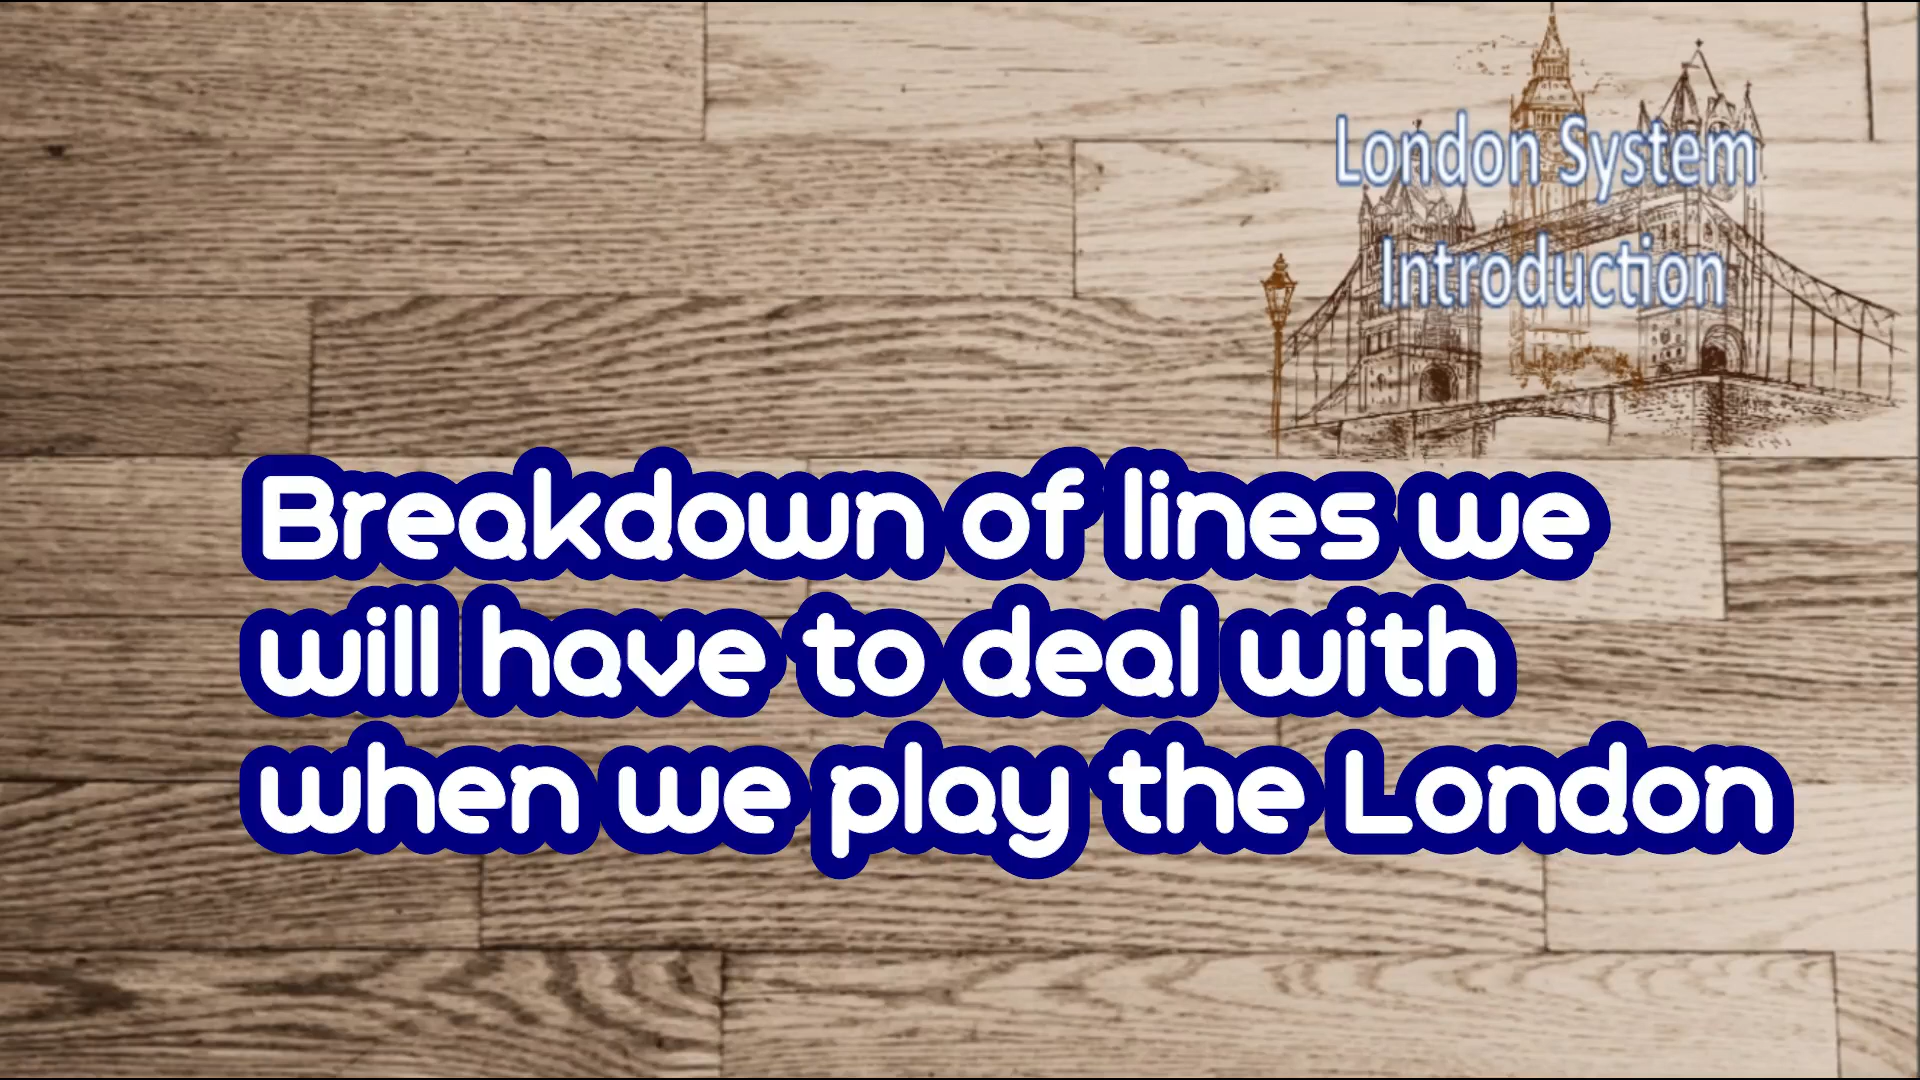 London System
Introduction
Breakdown of lines we
will have to deal with
when we play the London